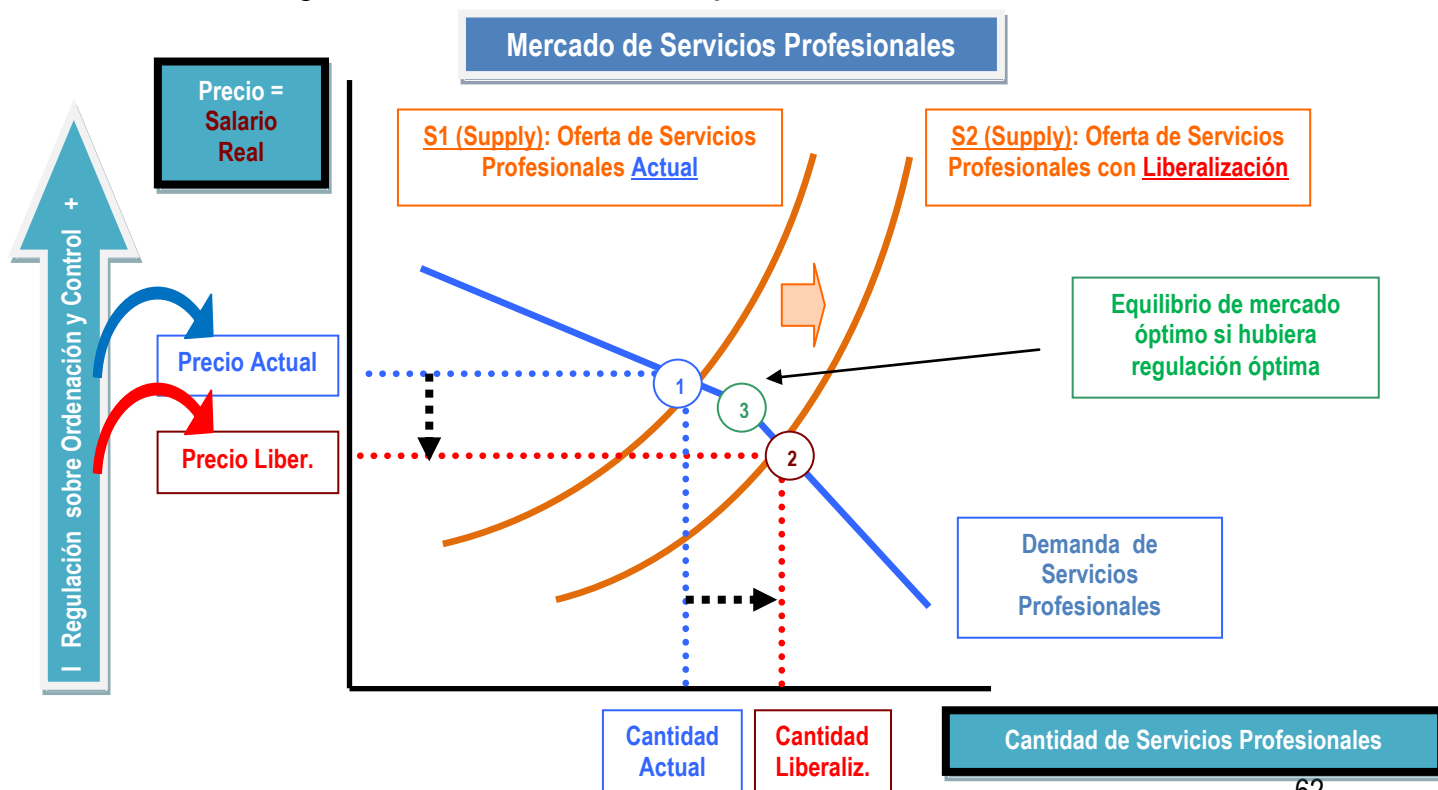 Mercado de Servicios Profesionales
Precio =
Salario
Real
S1 (Supply): Oferta de Servicios
Profesionales Actual
S2 (Supply): Oferta de Servicios
Profesionales con Liberalización
I Regulación sobre Ordenación y Control +
Equilibrio de mercado
óptimo si hubiera
regulación óptima
Precio Actual
1
3
Precio Liber.
2
Demanda de
Servicios
Profesionales
Cantidad
Actual
Cantidad
Liberaliz.
Cantidad de Servicios Profesionales